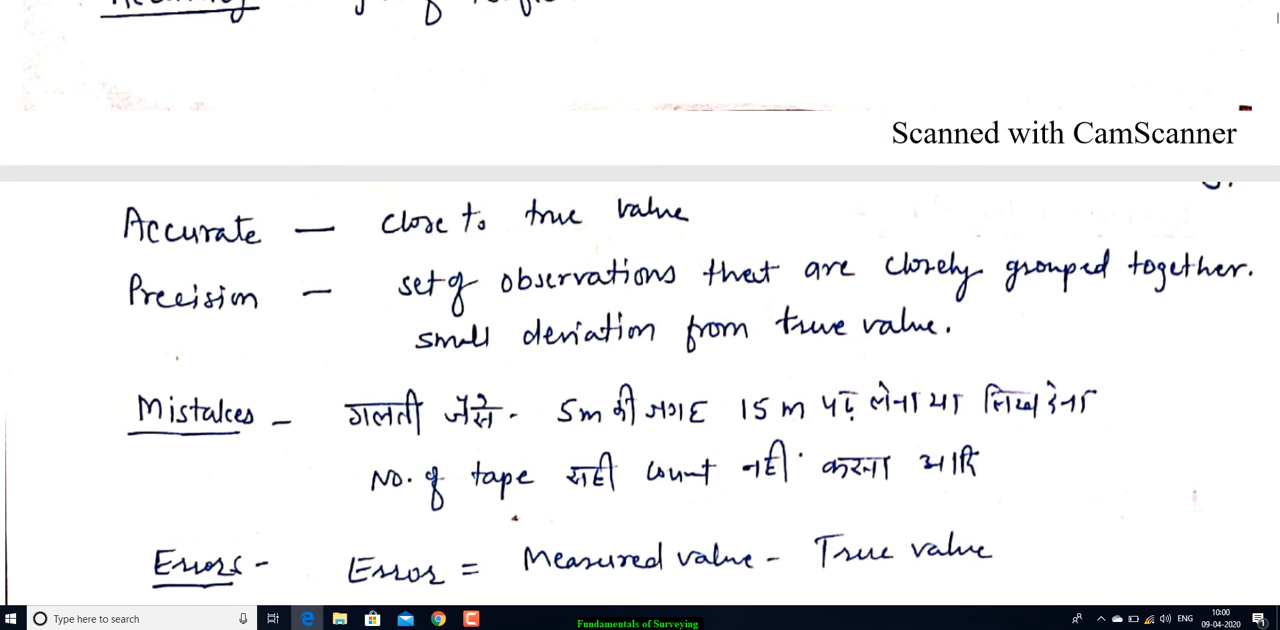 Scanned with CamScanner
Accurate — close to true value
Precision — set of observations that are closely grouped together.
small deviation from true value.
Mistakes - गलती जैसे - 5m की जगह 15 m पढ़ लेना या लिख देना
No. of tape सही count नहीं करना आदि
Errors - Error = Measured value - True value
Type here to search
ENG
10:00
09-04-2020
Fundamentals of Surveying